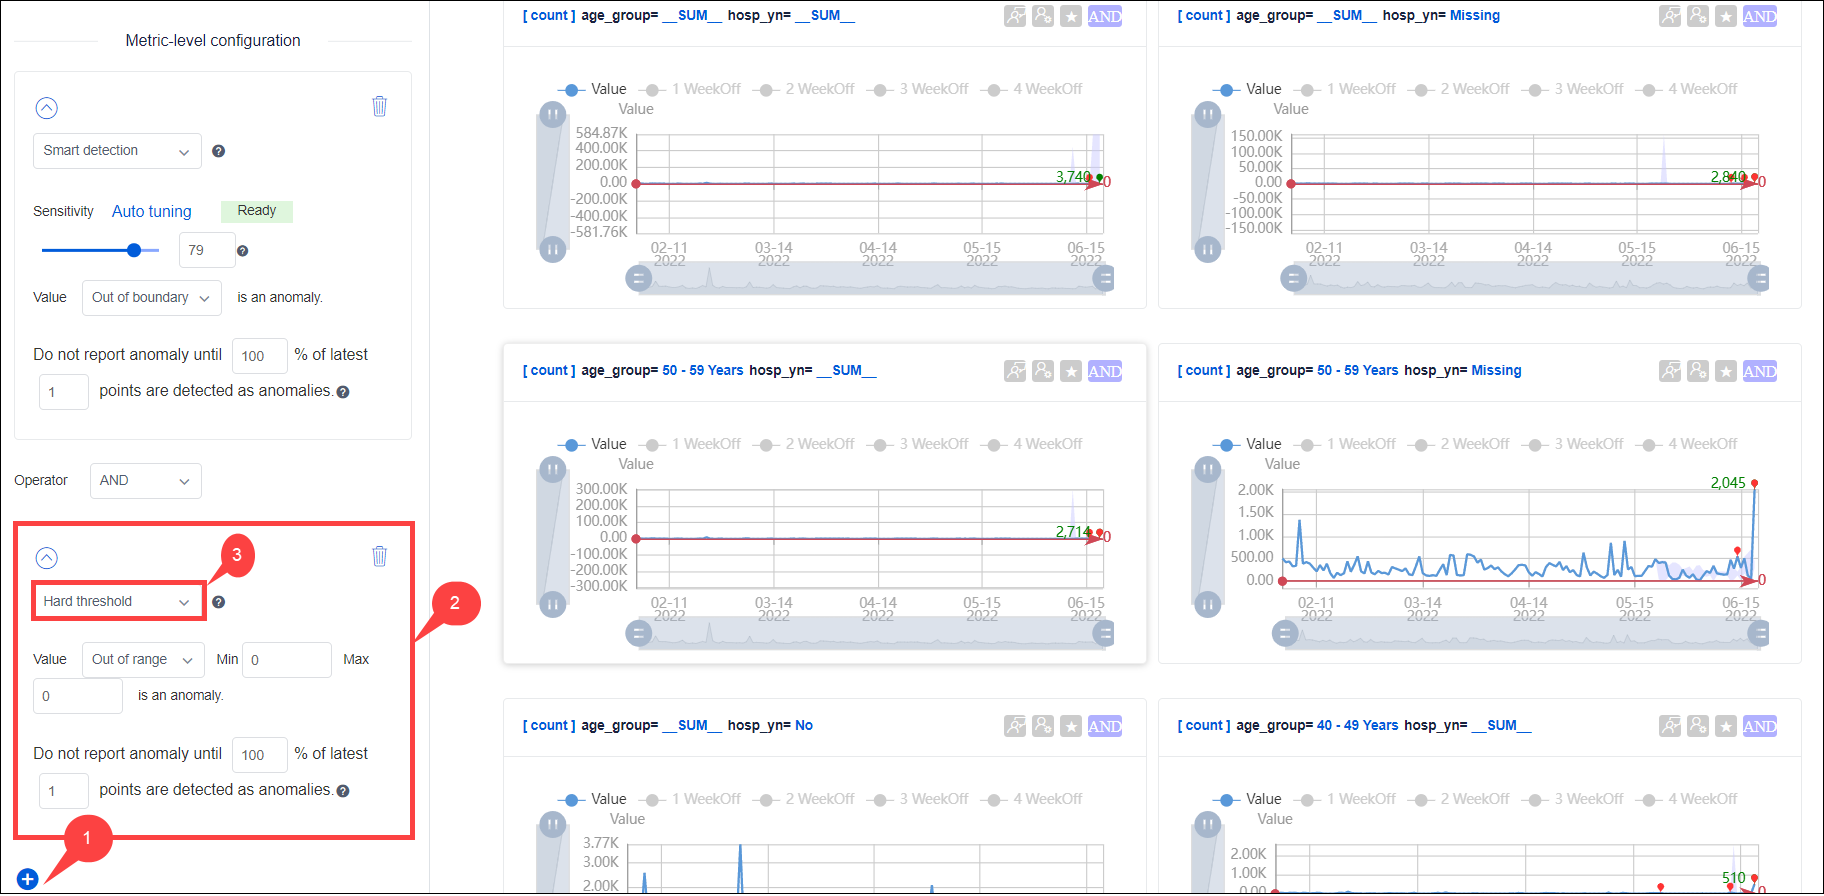 Metric-level configuration
Smart detection
Sensitivity Auto tuning Ready
79
Value Out of boundary is an anomaly.
Do not report anomaly until 100 % of latest
1 points are detected as anomalies.
Operator AND
3
Hard threshold
2
Value Out of range Min 0 Max
0 is an anomaly.
Do not report anomaly until 100 % of latest
1 points are detected as anomalies.
1
[ count ] age_group= __SUM__ hosp_yn= __SUM__ AND
Value 1 WeekOff 2 WeekOff 3 WeekOff 4 WeekOff
Value
584.87K
400.00K
200.00K
0.00
-200.00K
-400.00K
-581.76K
3,740 0
02-11 03-14 04-14 05-15 06-15
2022 2022 2022 2022 2022
[ count ] age_group= __SUM__ hosp_yn= Missing AND
Value 1 WeekOff 2 WeekOff 3 WeekOff 4 WeekOff
Value
150.00K
100.00K
50.00K
0.00
-50.00K
-100.00K
-150.00K
2,840 0
02-11 03-14 04-14 05-15 06-15
2022 2022 2022 2022 2022
[ count ] age_group= 50 - 59 Years hosp_yn= __SUM__ AND
Value 1 WeekOff 2 WeekOff 3 WeekOff 4 WeekOff
Value
300.00K
200.00K
100.00K
0.00
-100.00K
-200.00K
-300.00K
2,714 0
02-11 03-14 04-14 05-15 06-15
2022 2022 2022 2022 2022
[ count ] age_group= 50 - 59 Years hosp_yn= Missing AND
Value 1 WeekOff 2 WeekOff 3 WeekOff 4 WeekOff
Value
2.00K
1.50K
1.00K
500.00
0.00
2,045
0
02-11 03-14 04-14 05-15 06-15
2022 2022 2022 2022 2022
[ count ] age_group= __SUM__ hosp_yn= No AND
Value 1 WeekOff 2 WeekOff 3 WeekOff 4 WeekOff
Value
3.77K
3.00K
2.00K
[ count ] age_group= 40 - 49 Years hosp_yn= __SUM__ AND
Value 1 WeekOff 2 WeekOff 3 WeekOff 4 WeekOff
Value
2.00K
1.00K
0.00
510
0